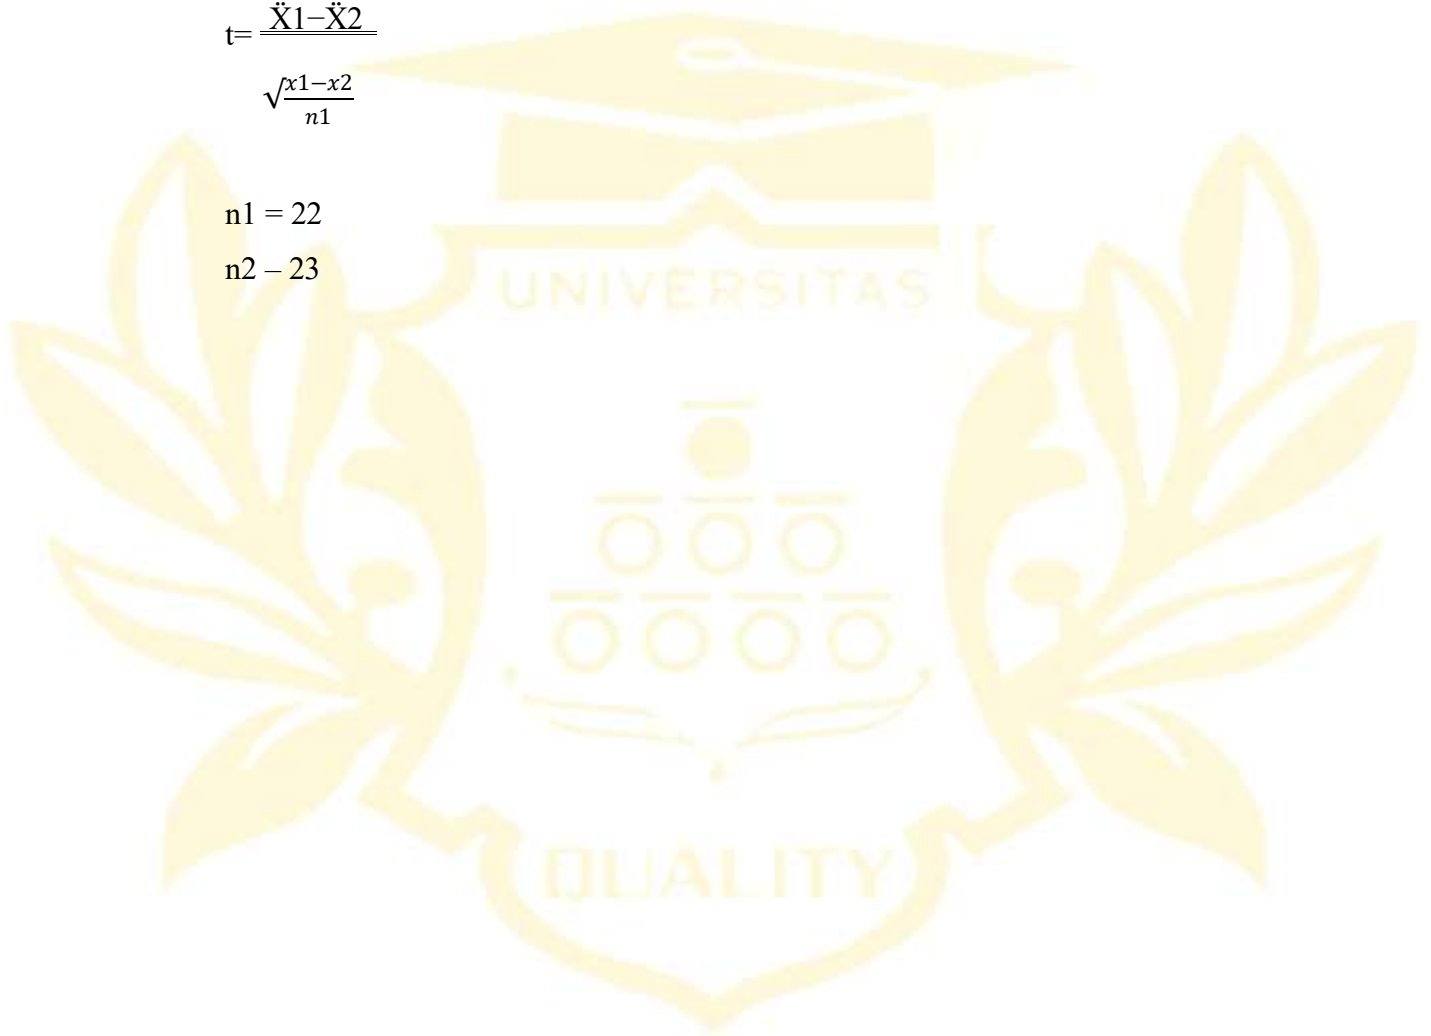 Ẍ1−Ẍ2
t=
√x1−x2
n1
n1 = 22
n2 – 23
UNIVERSITAS
QUALITY